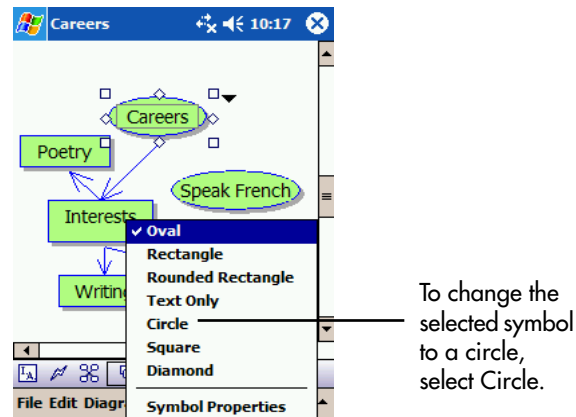 Careers 10:17
Careers
Poetry
Speak French
Interests
Oval
Rectangle
Rounded Rectangle
Writin
Text Only
Circle
Square
Diamond
Symbol Properties
File Edit Diagr
To change the
selected symbol
to a circle,
select Circle.